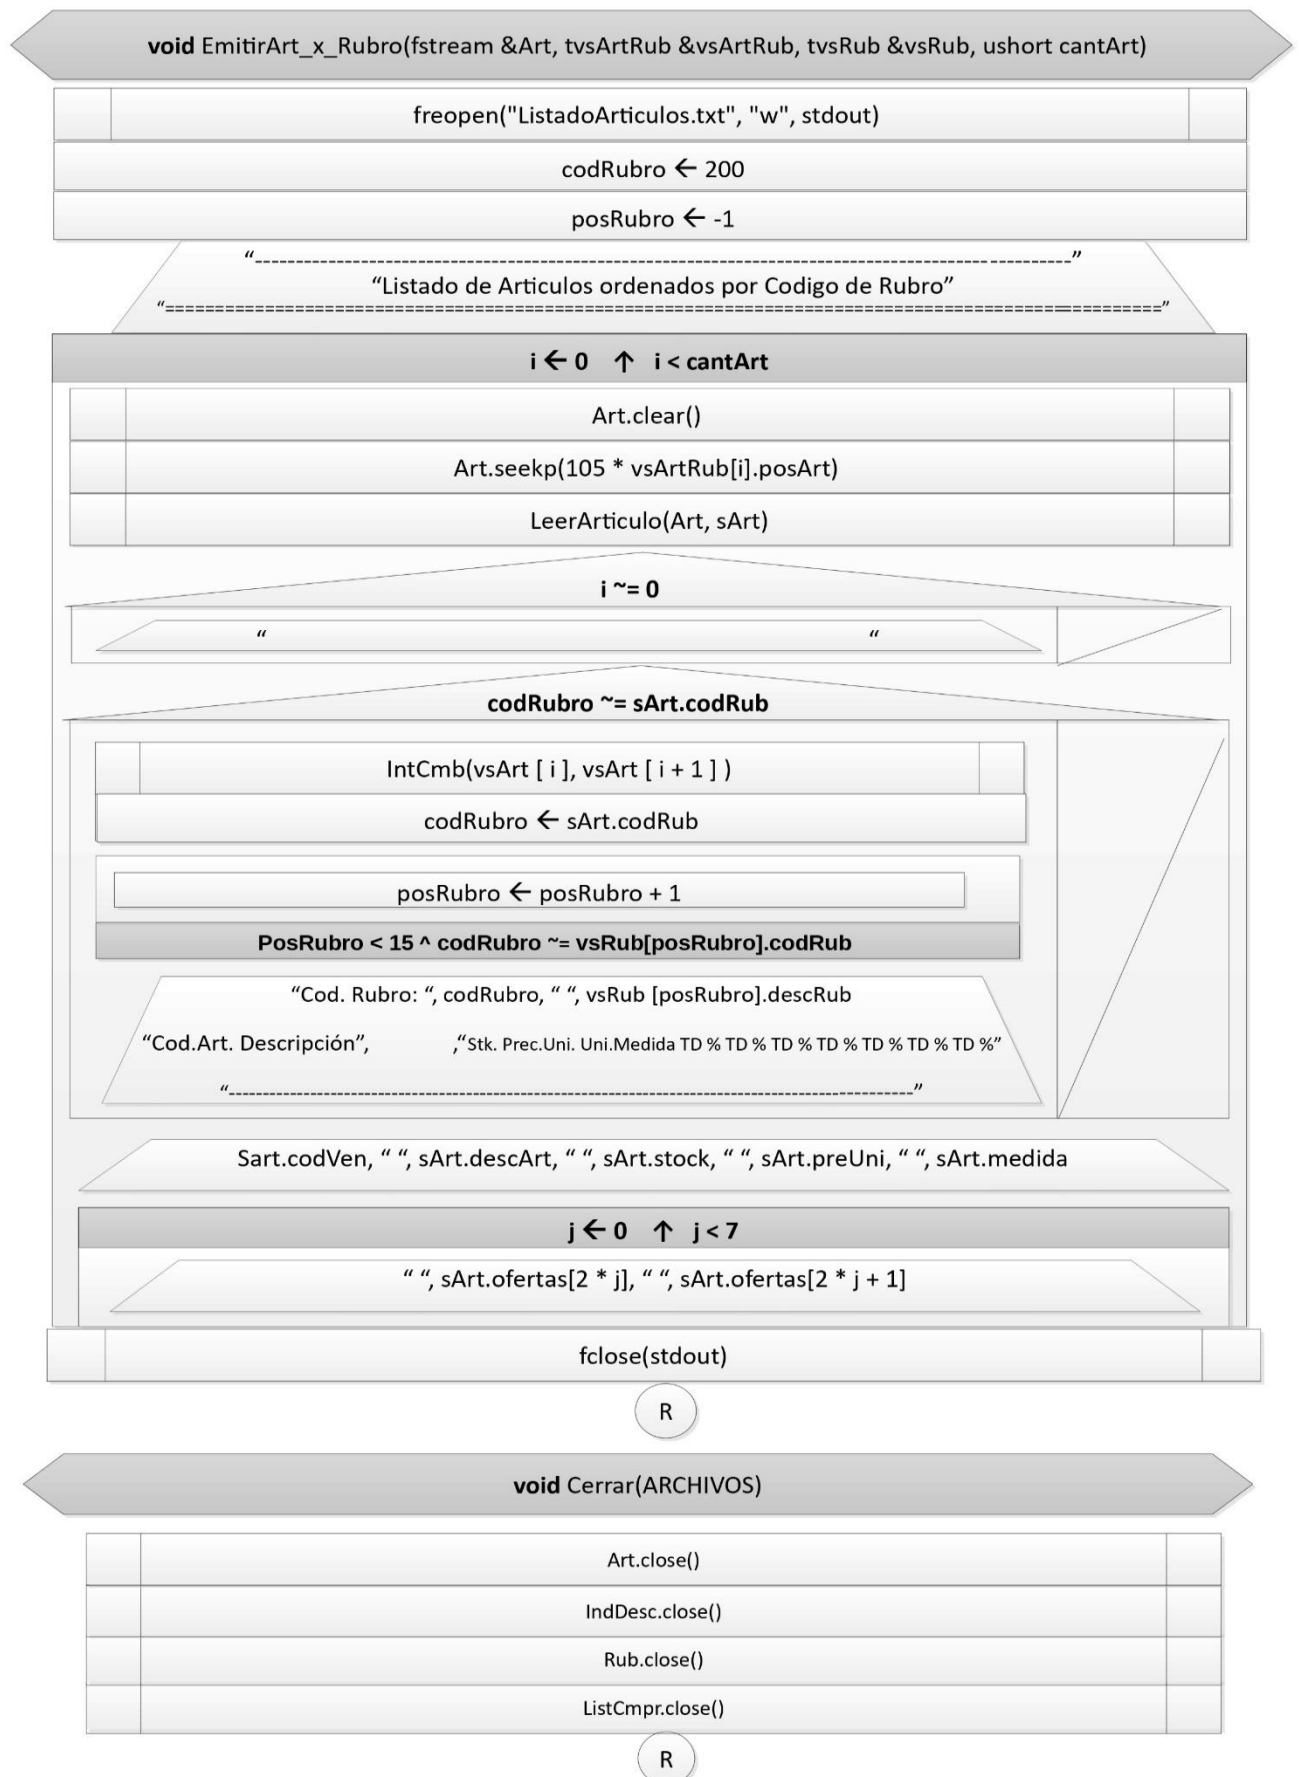 void EmitirArt_x_Rubro(fstream &Art, tvsArtRub &vsArtRub, tvsRub &vsRub, ushort cantArt)
freopen("ListadoArticulos.txt", "w", stdout)
codRubro ← 200
posRubro ← -1
“----------------------------------------------------------------------------------------------------”
“Listado de Articulos ordenados por Codigo de Rubro”
“====================================================================================================”
i ← 0 ↑ i < cantArt
Art.clear()
Art.seekp(105 * vsArtRub[i].posArt)
LeerArticulo(Art, sArt)
i ~= 0
“ “
codRubro ~= sArt.codRub
IntCmb(vsArt [ i ], vsArt [ i + 1 ] )
codRubro ← sArt.codRub
posRubro ← posRubro + 1
PosRubro < 15 ^ codRubro ~= vsRub[posRubro].codRub
“Cod. Rubro: “, codRubro, “ “, vsRub [posRubro].descRub
“Cod.Art. Descripción”, ,“Stk. Prec.Uni. Uni.Medida TD % TD % TD % TD % TD % TD % TD %”
“----------------------------------------------------------------------------------------------------”
Sart.codVen, “ “, sArt.descArt, “ “, sArt.stock, “ “, sArt.preUni, “ “, sArt.medida
j ← 0 ↑ j < 7
“ “, sArt.ofertas[2 * j], “ “, sArt.ofertas[2 * j + 1]
fclose(stdout)
R
void Cerrar(ARCHIVOS)
Art.close()
IndDesc.close()
Rub.close()
ListCmpr.close()
R